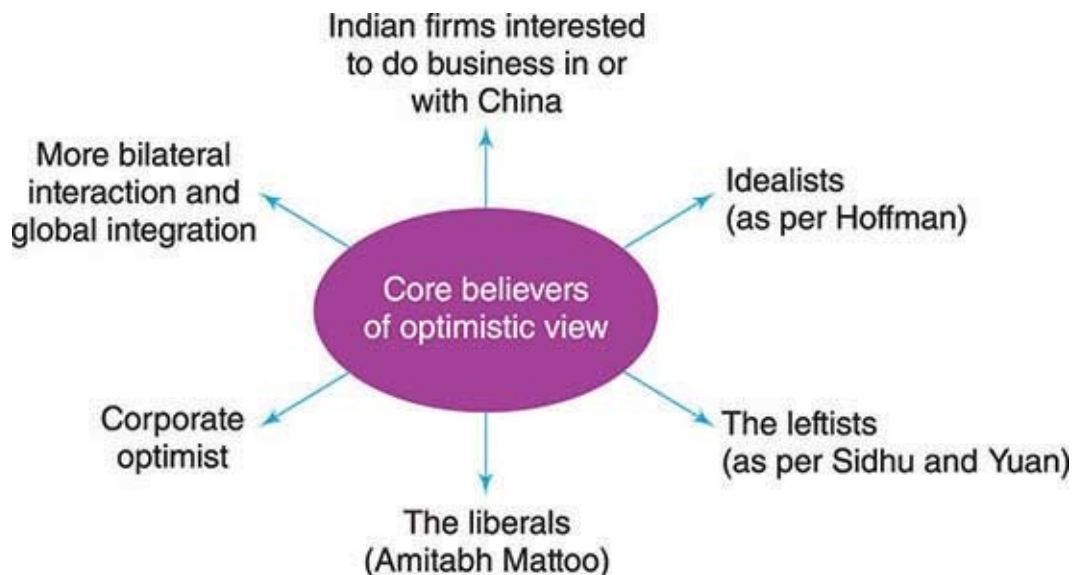 Indian firms interested
to do business in or
with China
More bilateral
interaction and
global integration
Idealists
(as per Hoffman)
Core believers
of optimistic view
Corporate
optimist
The leftists
(as per Sidhu and Yuan)
The liberals
(Amitabh Mattoo)